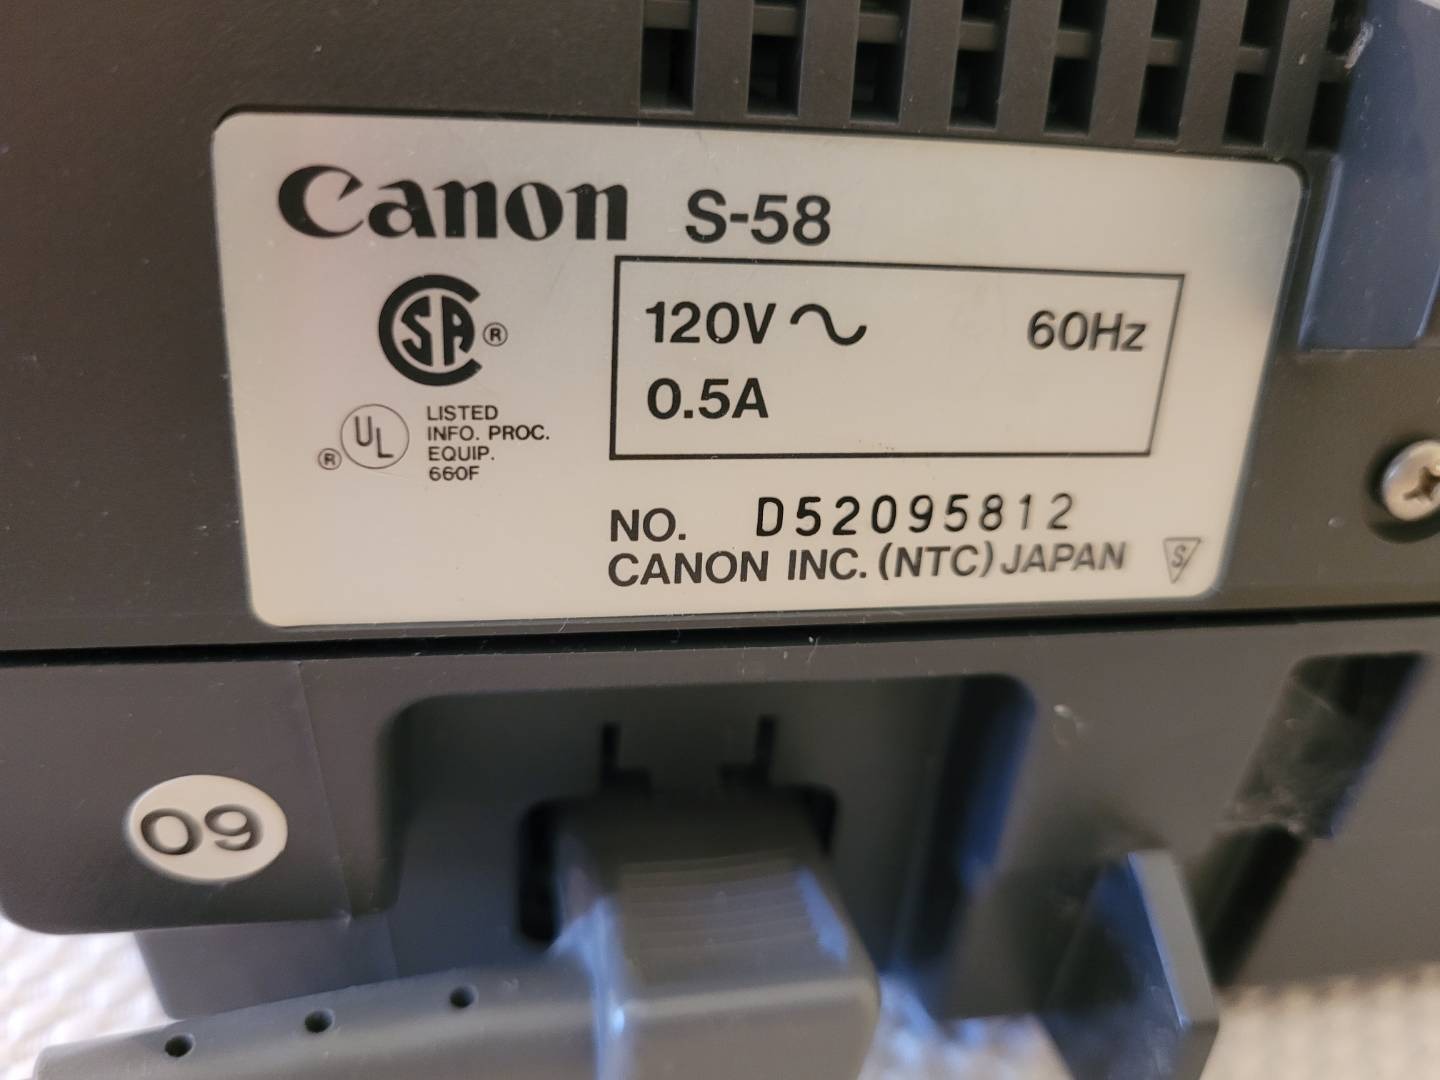 Canon S-58
SA ®
120V 60Hz
0.5A
® UL LISTED
INFO. PROC.
EQUIP.
660F
NO. D52095812
CANON INC. (NTC) JAPAN S
09